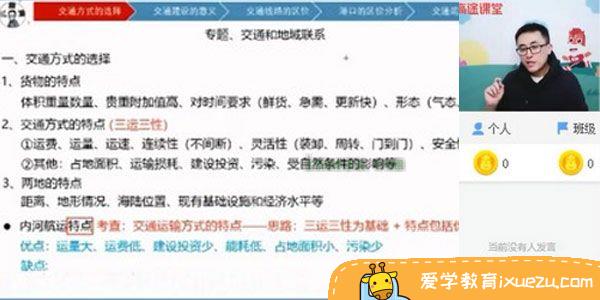 交通方式的选择
交通建设的意义
交通线路的区位
港口的区位分析
交通
高途课堂
专题、交通和地域联系
一、交通方式的选择
1、货物的特点
体积重量数量、贵重附加值高、对时间要求（鲜货、急需、更新快）、形态（气态、
2、交通方式的特点（三运三性）
①运费、运量、运速、连续性（不间断）、灵活性（装卸、周转、门到门）、安全
②其他：占地面积、运输损耗、建设投资、污染、受自然条件的影响等
3、两地的特点
距离、地形情况、海陆位置、现有基础设施和经济水平等
内河航运特点 考查：交通运输方式的特点——思路：三运三性为基础 + 特点包括
优点：运量大、运费低、建设投资少、能耗低、占地面积小、污染少
缺点：
个人
班级
0
0
当前没有人发言
爱学教育ixuezu.com